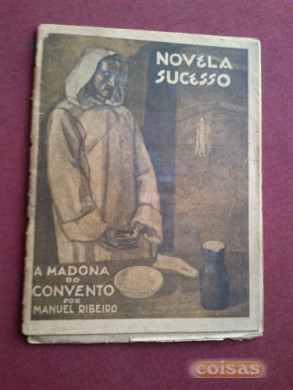 NOVELA
SUCESSO
A MADONA
DO
CONVENTO
POR
MANUEL RIBEIRO
coisas